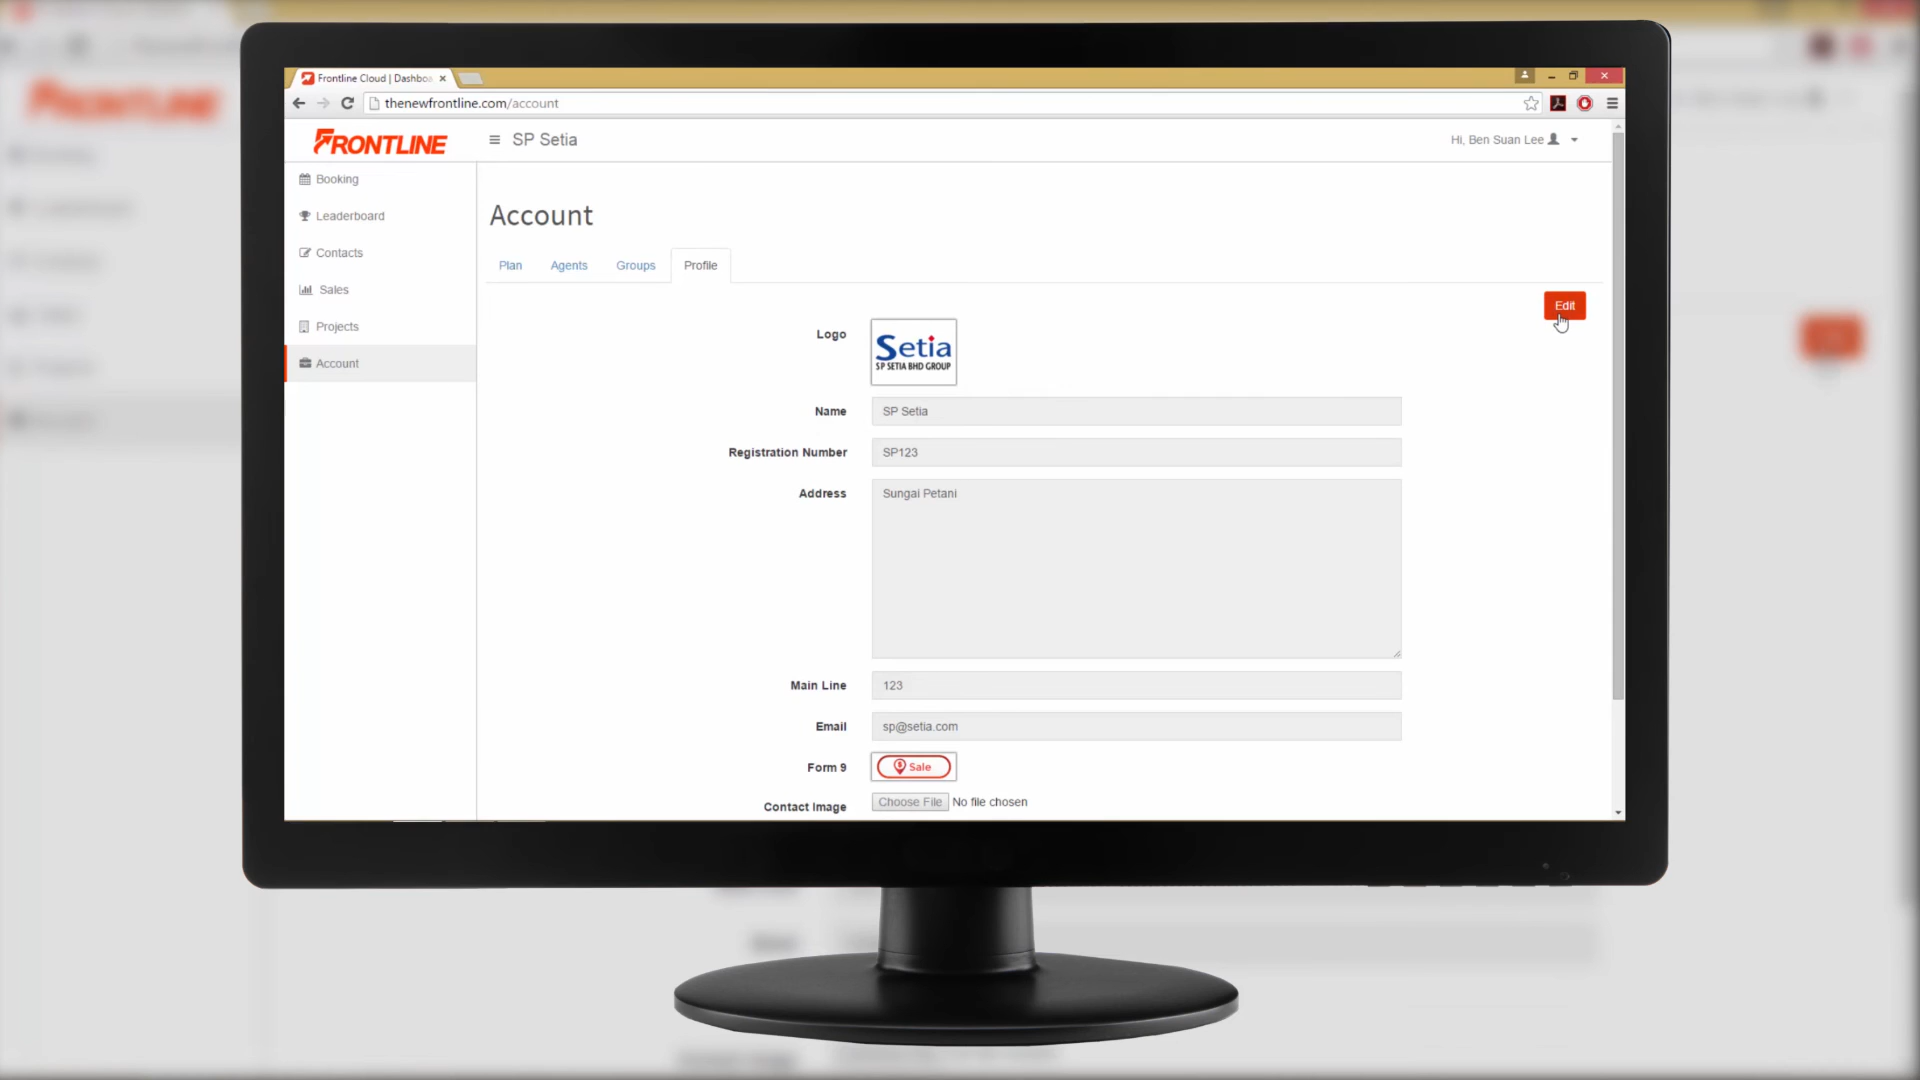 Frontline Cloud | Dashboa
thenewfrontline.com/account
FRONTLINE
SP Setia
Hi, Ben Suan Lee
Booking
Leaderboard
Contacts
Sales
Projects
Account
Account
Plan
Agents
Groups
Profile
Edit
Logo
Setia
SP SETIA BHD GROUP
Name
SP Setia
Registration Number
SP123
Address
Sungai Petani
Main Line
123
Email
sp@setia.com
Form 9
Sale
Contact Image
Choose File No file chosen
FRONTLINE